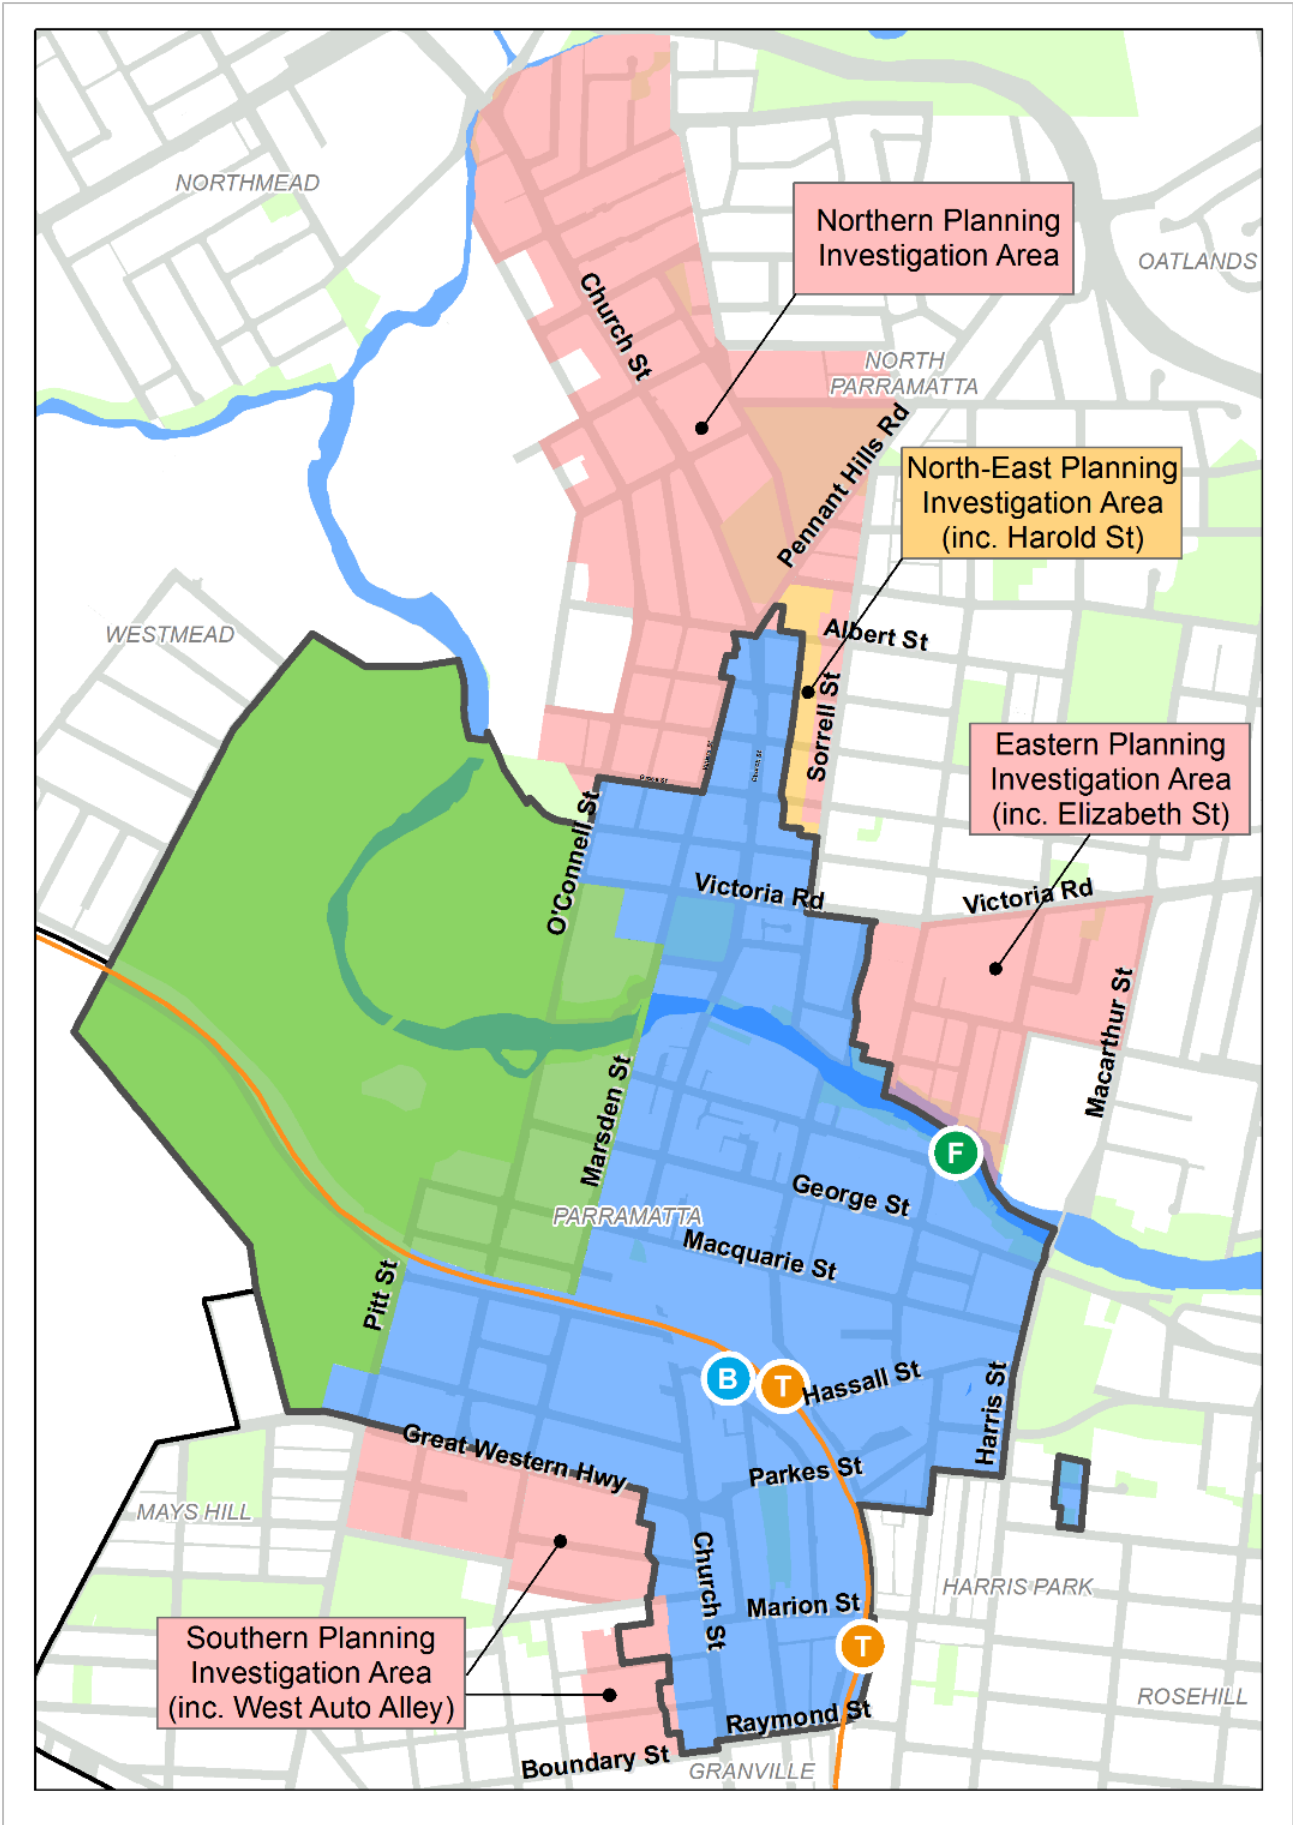 NORTHMEAD
Northern Planning
Investigation Area
OATLANDS
Church St
NORTH
PARRAMATTA
Pennant Hills Rd
North-East Planning
Investigation Area
(inc. Harold St)
WESTMEAD
Albert St
Sorrell St
Eastern Planning
Investigation Area
(inc. Elizabeth St)
O'Connell St
Victoria Rd
Victoria Rd
Macarthur St
Marsden St
F
George St
PARRAMATTA
Macquarie St
Pitt St
B
T
Hassall St
Harris St
Great Western Hwy
Parkes St
MAYS HILL
Church St
HARRIS PARK
Marion St
Southern Planning
Investigation Area
(inc. West Auto Alley)
T
ROSEHILL
Raymond St
Boundary St
GRANVILLE